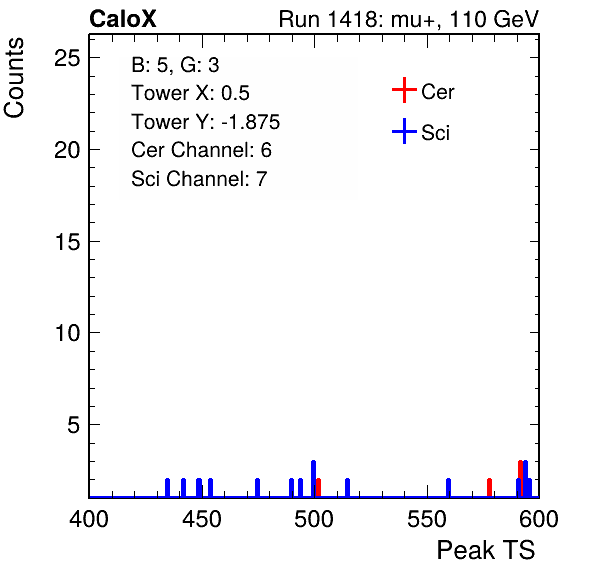 CaloX Run 1418: mu+, 110 GeV
Counts
B: 5, G: 3
Tower X: 0.5
Tower Y: -1.875
Cer Channel: 6
Sci Channel: 7
Cer
Sci
25
20
15
10
5
400 450 500 550 600
Peak TS